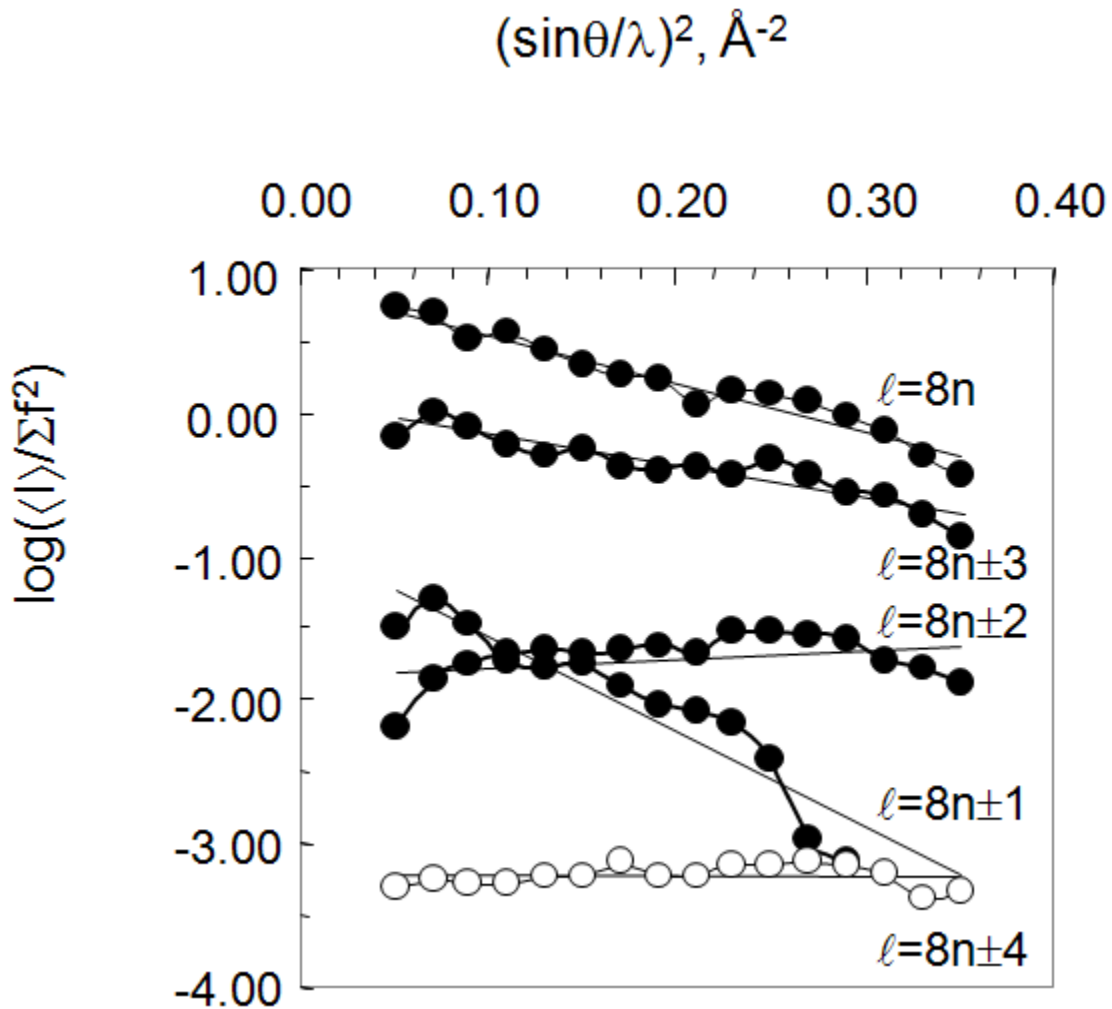 (sinθ/λ)², Å⁻²
0.00 0.10 0.20 0.30 0.40
1.00
0.00
-1.00
-2.00
-3.00
-4.00
log(⟨I⟩/Σf²)
ℓ=8n
ℓ=8n±3
ℓ=8n±2
ℓ=8n±1
ℓ=8n±4